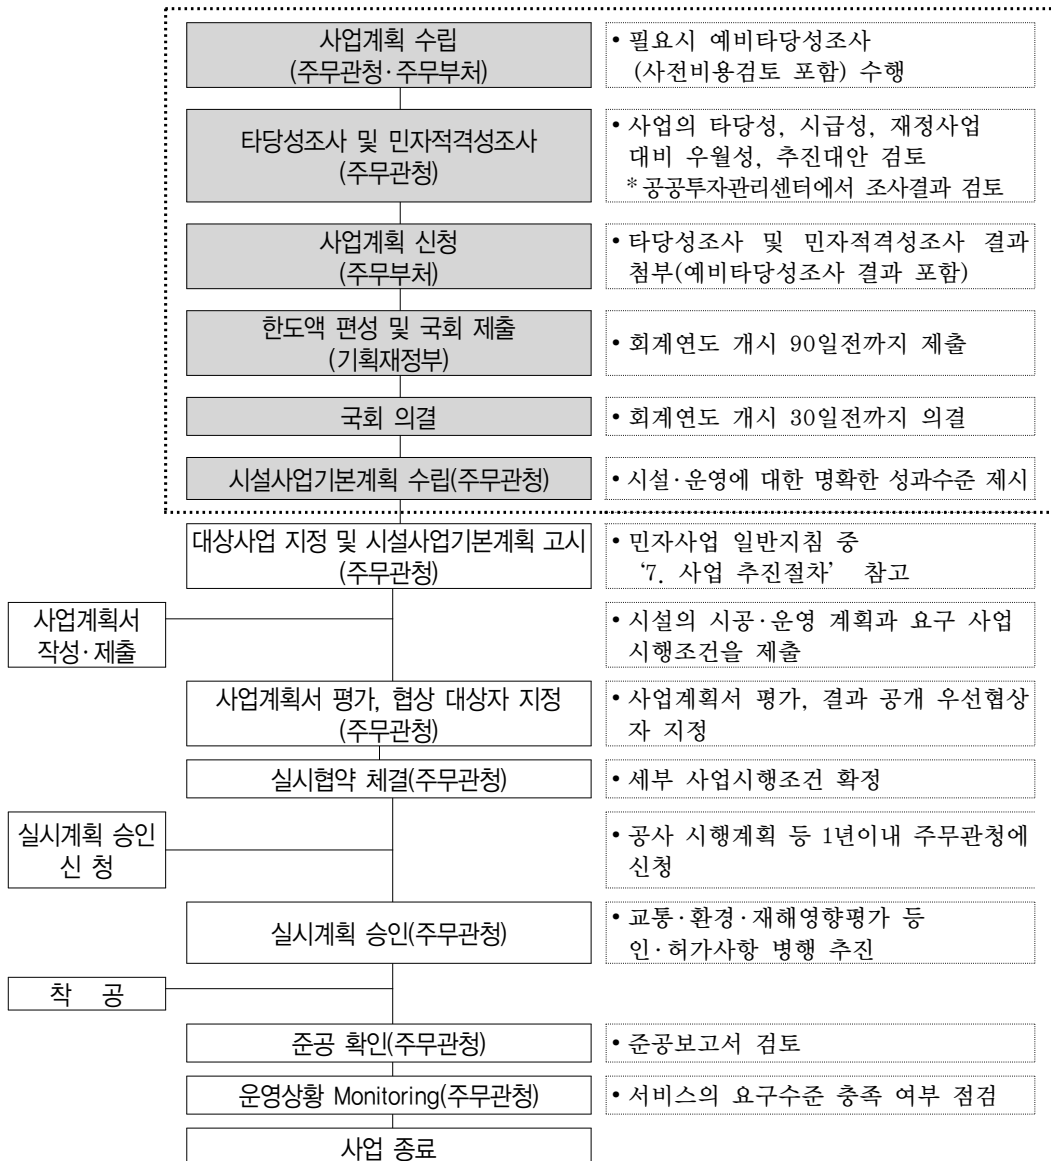 사업계획 수립
(주무관청·주무부처)
• 필요시 예비타당성조사
(사전비용검토 포함) 수행
타당성조사 및 민자적격성조사
(주무관청)
• 사업의 타당성, 시급성, 재정사업
대비 우월성, 추진대안 검토
* 공공투자관리센터에서 조사결과 검토
사업계획 신청
(주무부처)
• 타당성조사 및 민자적격성조사 결과
첨부(예비타당성조사 결과 포함)
한도액 편성 및 국회 제출
(기획재정부)
• 회계연도 개시 90일전까지 제출
국회 의결
• 회계연도 개시 30일전까지 의결
시설사업기본계획 수립(주무관청)
• 시설·운영에 대한 명확한 성과수준 제시
대상사업 지정 및 시설사업기본계획 고시
(주무관청)
• 민자사업 일반지침 중
‘7. 사업 추진절차’ 참고
사업계획서
작성·제출
• 시설의 시공·운영 계획과 요구 사업
시행조건을 제출
사업계획서 평가, 협상 대상자 지정
(주무관청)
• 사업계획서 평가, 결과 공개 우선협상
자 지정
실시협약 체결(주무관청)
• 세부 사업시행조건 확정
실시계획 승인
신 청
• 공사 시행계획 등 1년이내 주무관청에
신청
실시계획 승인(주무관청)
• 교통·환경·재해영향평가 등
인·허가사항 병행 추진
착 공
준공 확인(주무관청)
• 준공보고서 검토
운영상황 Monitoring(주무관청)
• 서비스의 요구수준 충족 여부 점검
사업 종료